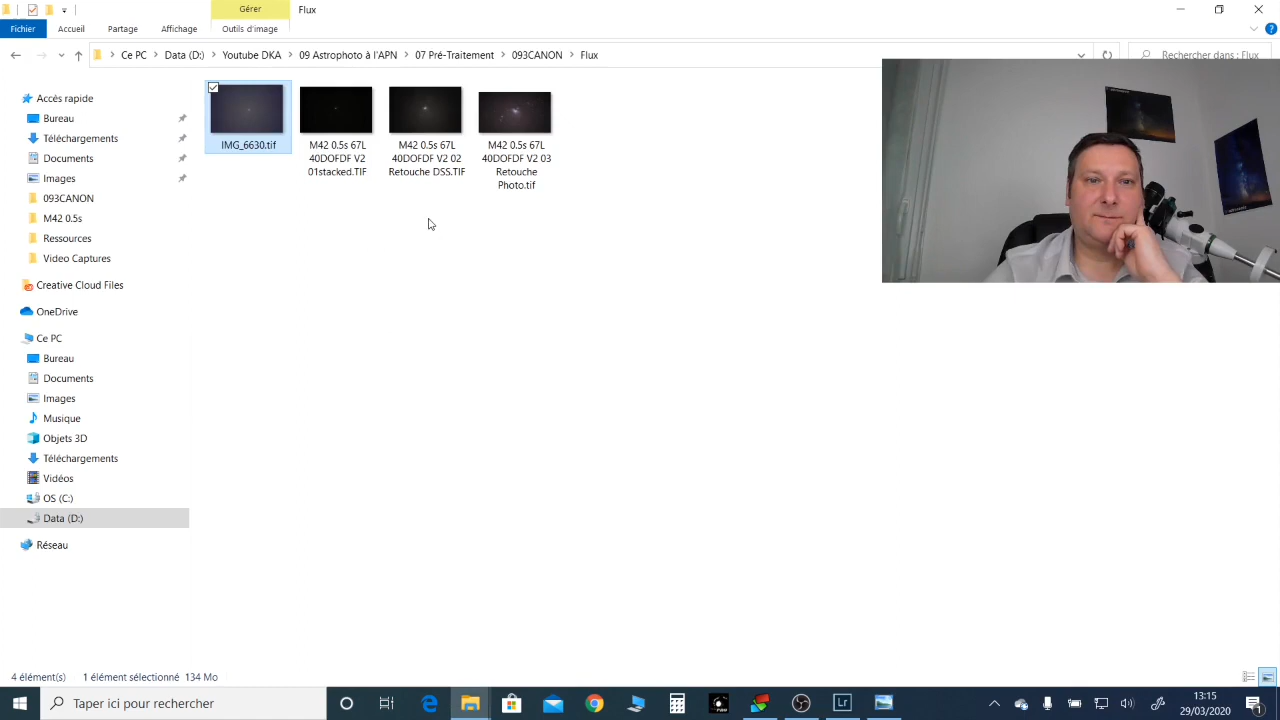 Gérer
Flux
Fichier
Accueil
Partage
Affichage
Outils d'image
Ce PC
Data (D:)
Youtube DKA
09 Astrophoto à l'APN
07 Pré-Traitement
093CANON
Flux
Rechercher dans : Flux
Accès rapide
Bureau
Téléchargements
Documents
Images
093CANON
M42 0.5s
Ressources
Video Captures
Creative Cloud Files
OneDrive
Ce PC
Bureau
Documents
Images
Musique
Objets 3D
Téléchargements
Vidéos
OS (C:)
Data (D:)
Réseau
IMG_6630.tif
M42 0.5s 67L
40DOFDF V2
01stacked.TIF
M42 0.5s 67L
40DOFDF V2 02
Retouche DSS.TIF
M42 0.5s 67L
40DOFDF V2 03
Retouche
Photo.tif
4 élément(s)
1 élément sélectionné 134 Mo
Taper ici pour rechercher
Lr
13:15
29/03/2020
1